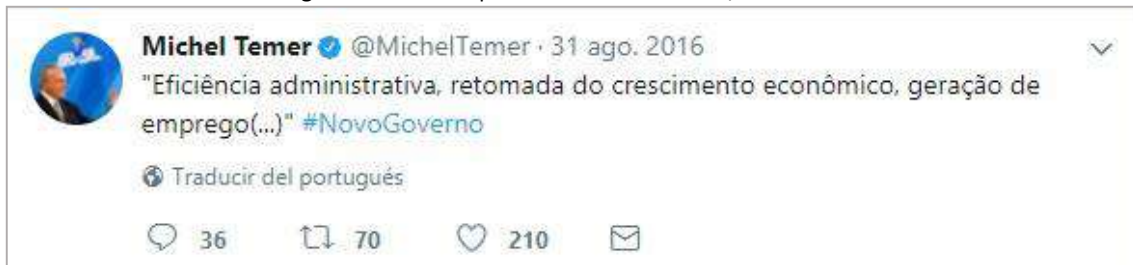 Michel Temer @MichelTemer · 31 ago. 2016
"Eficiência administrativa, retomada do crescimento econômico, geração de
emprego(...)" #NovoGoverno
Traducir del portugués
36 70 210